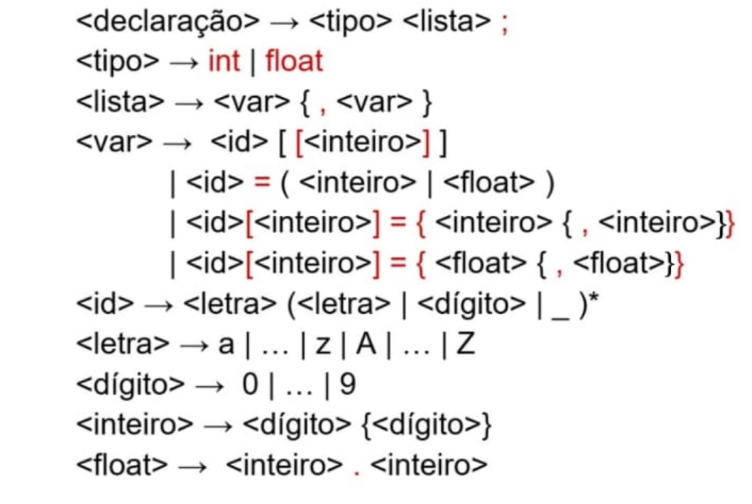 <declaração> → <tipo> <lista> ;
<tipo> → int | float
<lista> → <var> { , <var> }
<var> → <id> [ [<inteiro>] ]
| <id> = ( <inteiro> | <float> )
| <id>[<inteiro>] = { <inteiro> { , <inteiro>}}
| <id>[<inteiro>] = { <float> { , <float>}}
<id> → <letra> (<letra> | <dígito> | _ )*
<letra> → a | ... | z | A | ... | Z
<dígito> → 0 | ... | 9
<inteiro> → <dígito> {<dígito>}
<float> → <inteiro> . <inteiro>